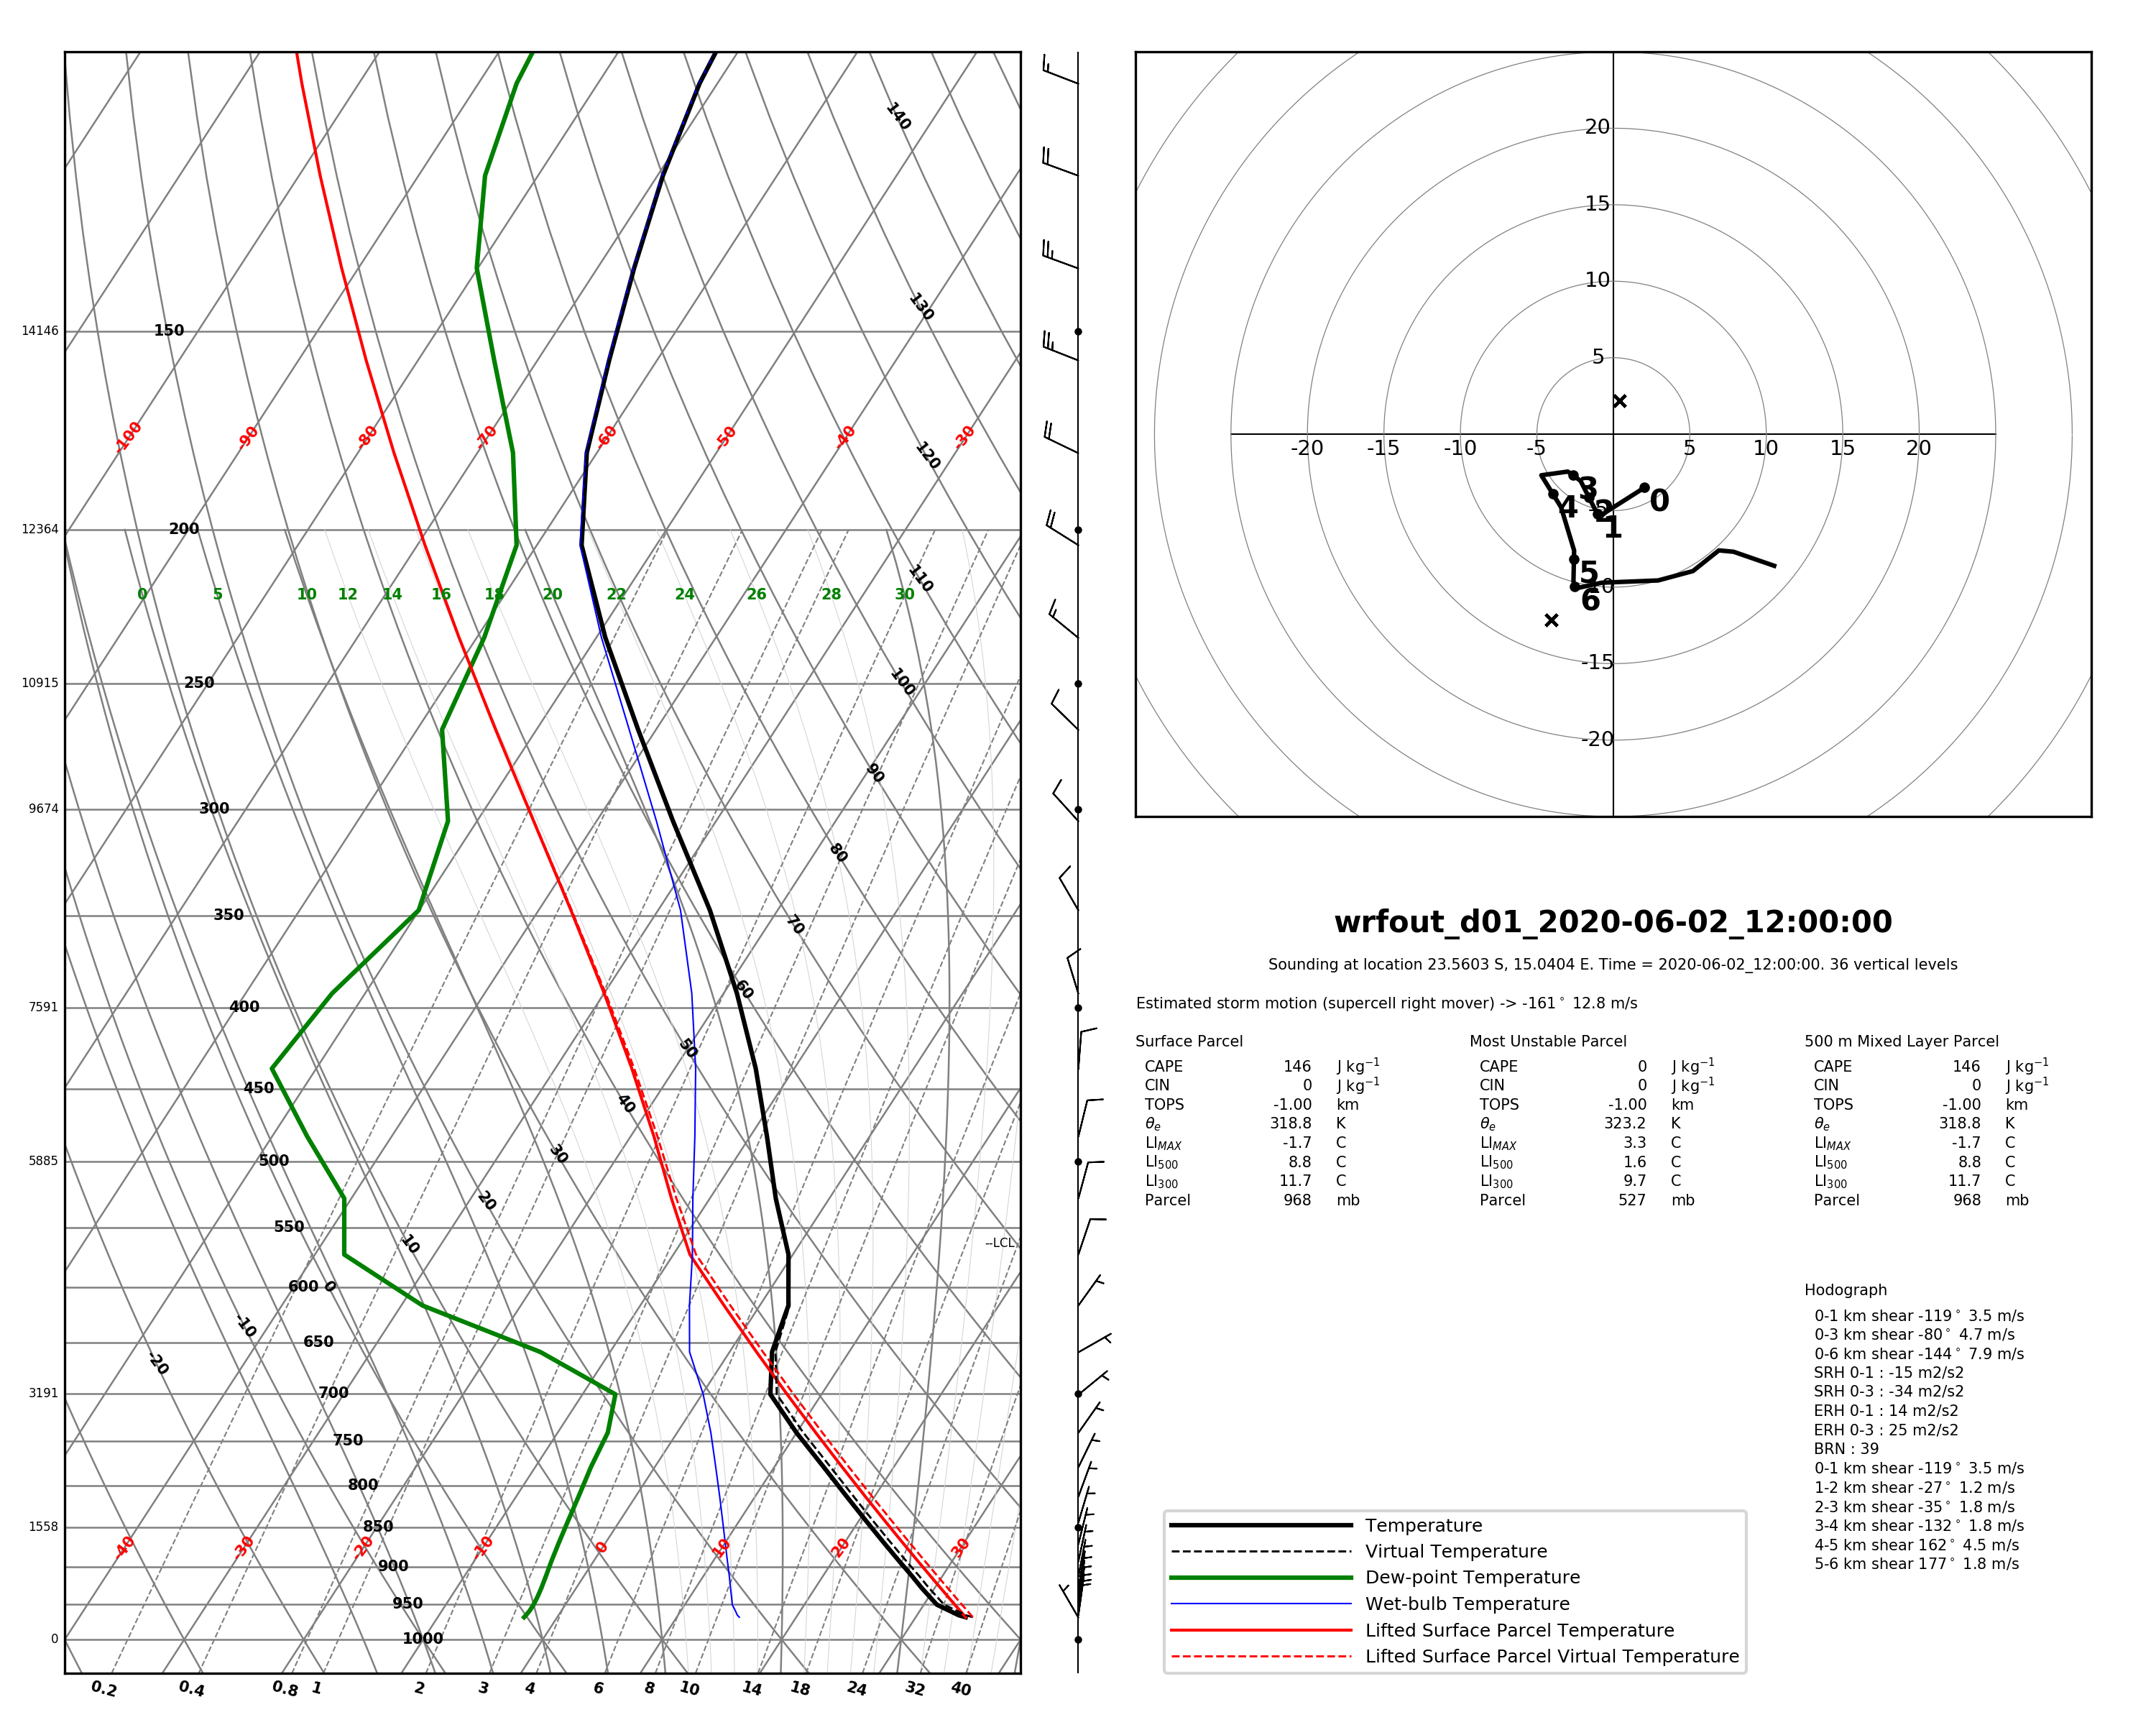 140
130
14146 150
-100 -90 -80 -70 -60 -50 -40 -30
120
12364 200
110
0 5 10 12 14 16 18 20 22 24 26 28 30
10915 250
100
90
9674 300
80
350
70
60
7591 400
50
450
40
5885 500
30
20
550
10
--LCL
600 0
-10
650
-20
3191 700
750
800
1558 850
-40 -30 -20 -10 0 10 20 30
900
950
0 1000
0.2 0.4 0.8 1 2 3 4 6 8 10 14 18 24 32 40
20
15
10
5
-20 -15 -10 -5 5 10 15 20
-5
-10
-15
-20
0
1
2
3
4
5
6
wrfout_d01_2020-06-02_12:00:00
Sounding at location 23.5603 S, 15.0404 E. Time = 2020-06-02_12:00:00. 36 vertical levels
Estimated storm motion (supercell right mover) -> -161° 12.8 m/s
Surface Parcel
CAPE 146 J kg⁻¹
CIN 0 J kg⁻¹
TOPS -1.00 km
θe 318.8 K
LI MAX -1.7 C
LI 500 8.8 C
LI 300 11.7 C
Parcel 968 mb
Most Unstable Parcel
CAPE 0 J kg⁻¹
CIN 0 J kg⁻¹
TOPS -1.00 km
θe 323.2 K
LI MAX 3.3 C
LI 500 1.6 C
LI 300 9.7 C
Parcel 527 mb
500 m Mixed Layer Parcel
CAPE 146 J kg⁻¹
CIN 0 J kg⁻¹
TOPS -1.00 km
θe 318.8 K
LI MAX -1.7 C
LI 500 8.8 C
LI 300 11.7 C
Parcel 968 mb
Hodograph
0-1 km shear -119° 3.5 m/s
0-3 km shear -80° 4.7 m/s
0-6 km shear -144° 7.9 m/s
SRH 0-1 : -15 m2/s2
SRH 0-3 : -34 m2/s2
ERH 0-1 : 14 m2/s2
ERH 0-3 : 25 m2/s2
BRN : 39
0-1 km shear -119° 3.5 m/s
1-2 km shear -27° 1.2 m/s
2-3 km shear -35° 1.8 m/s
3-4 km shear -132° 1.8 m/s
4-5 km shear 162° 4.5 m/s
5-6 km shear 177° 1.8 m/s
Temperature
Virtual Temperature
Dew-point Temperature
Wet-bulb Temperature
Lifted Surface Parcel Temperature
Lifted Surface Parcel Virtual Temperature